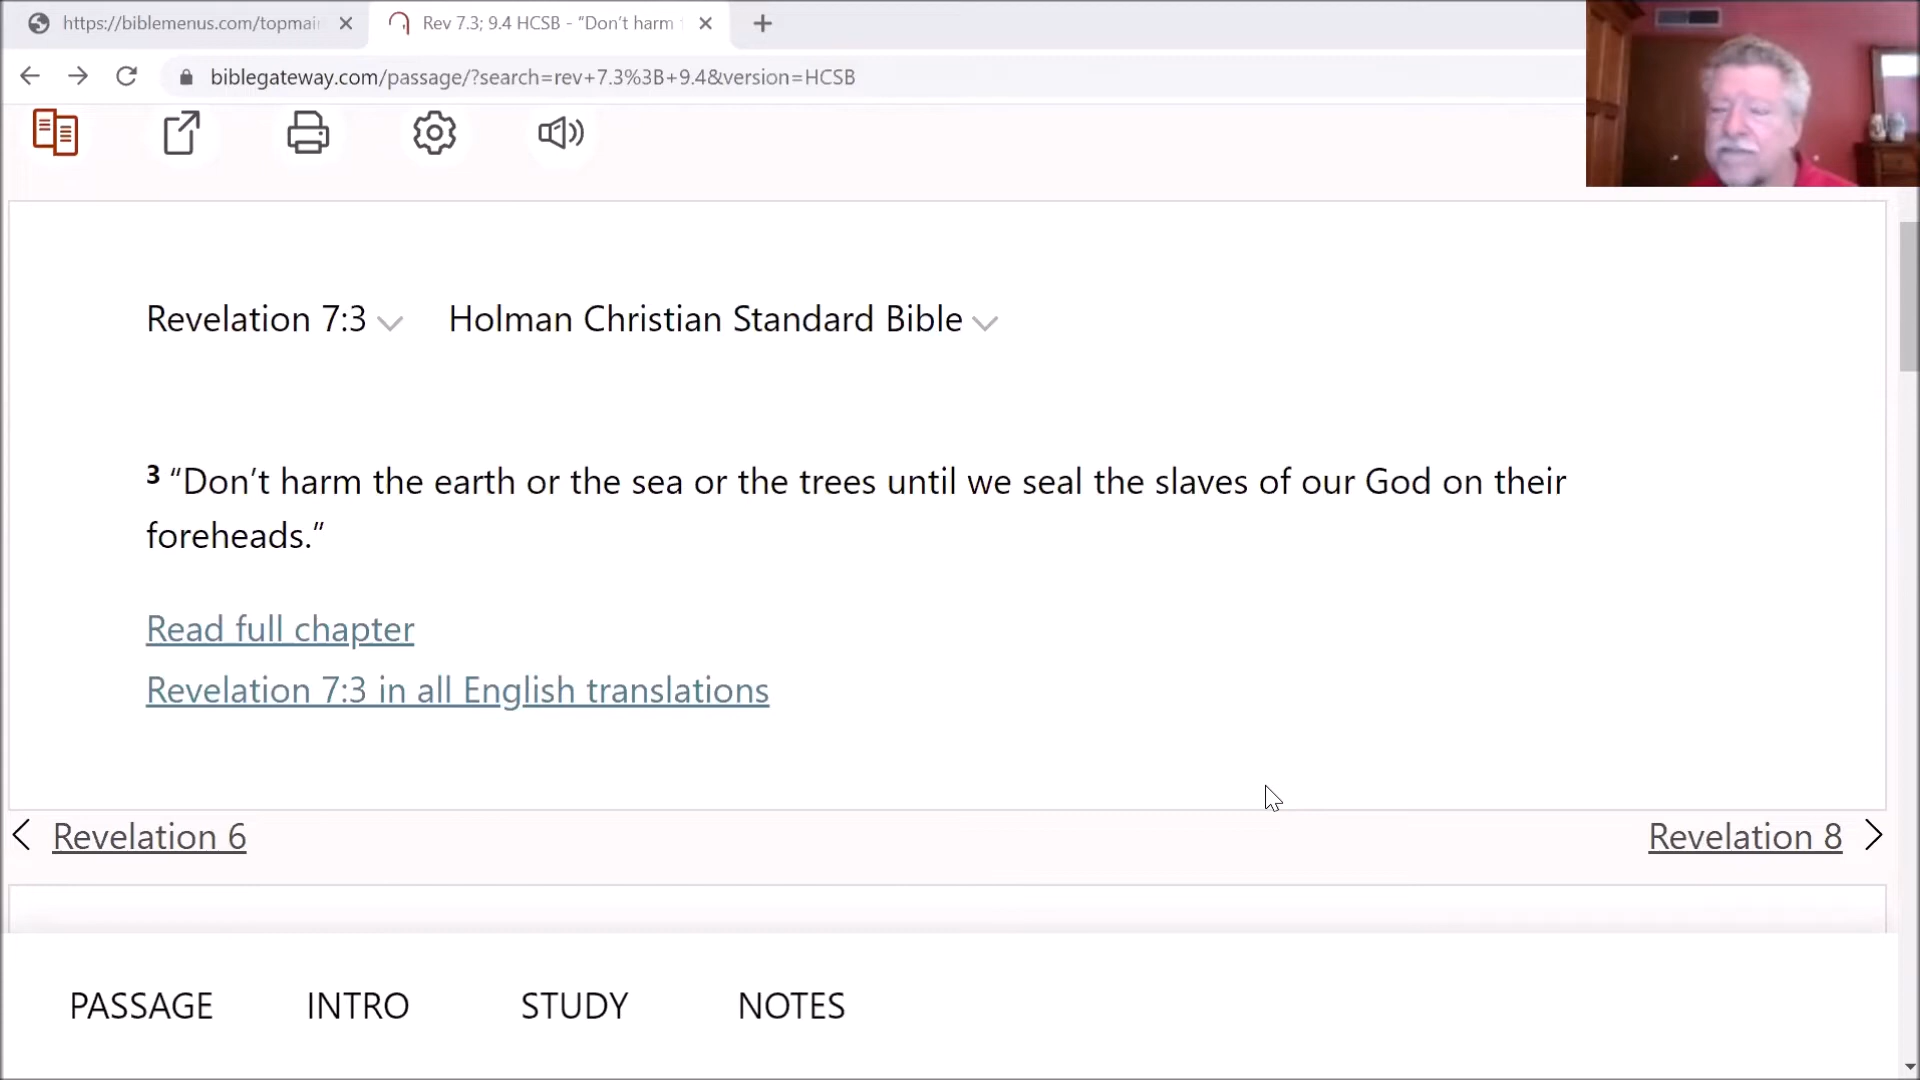 https://biblemenus.com/topmai
Rev 7.3; 9.4 HCSB - “Don’t harm
biblegateway.com/passage/?search=rev+7.3%3B+9.4&version=HCSB
Revelation 7:3 Holman Christian Standard Bible
3 “Don’t harm the earth or the sea or the trees until we seal the slaves of our God on their
foreheads.”
Read full chapter
Revelation 7:3 in all English translations
Revelation 6 Revelation 8
PASSAGE INTRO STUDY NOTES